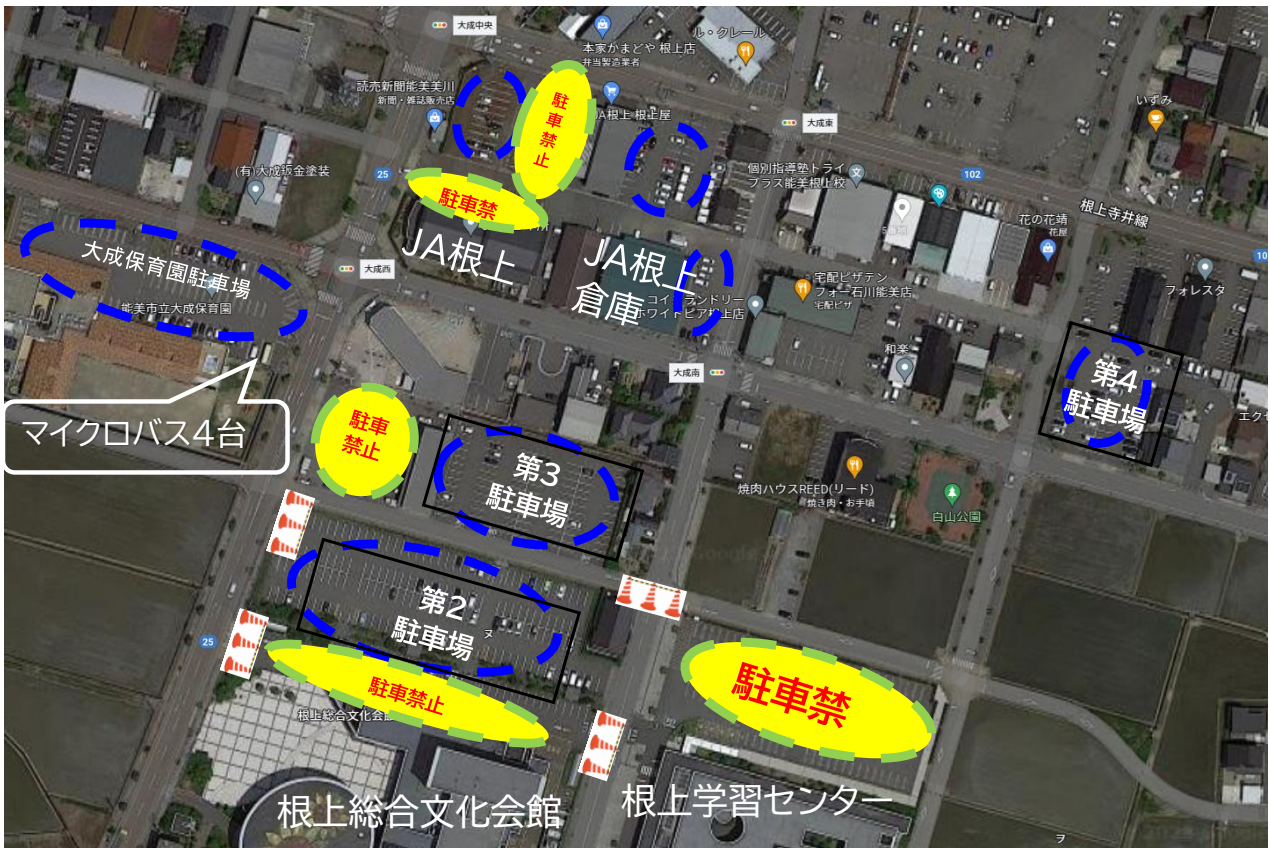 大成中央
本家かまどや 根上店
弁当製造業者
ル・クレール
読売新聞能美美川
新聞・雑誌販売店
駐車禁止
JA根上 根上屋
大成東
いずみ
(有)大成鈑金塗装
25
駐車禁
個別指導塾トライ
プラス能美根上校
102
根上寺井線
花の花靖
花屋
JA根上
JA根上
倉庫
大成西
大成保育園駐車場
能美市立大成保育園
コインランドリー
ホワイトピア根上店
宅配ピザテン
フォー石川能美店
宅配ピザ
フォレスタ
10
大成南
和楽
第4
駐車場
エクセ
マイクロバス4台
駐車
禁止
第3
駐車場
焼肉ハウスREED(リード)
焼き肉・お手頃
白山公園
第2
駐車場
ヌ
25
駐車禁止
駐車禁
根上総合文化会館
根上総合文化会館
根上学習センター
ヲ